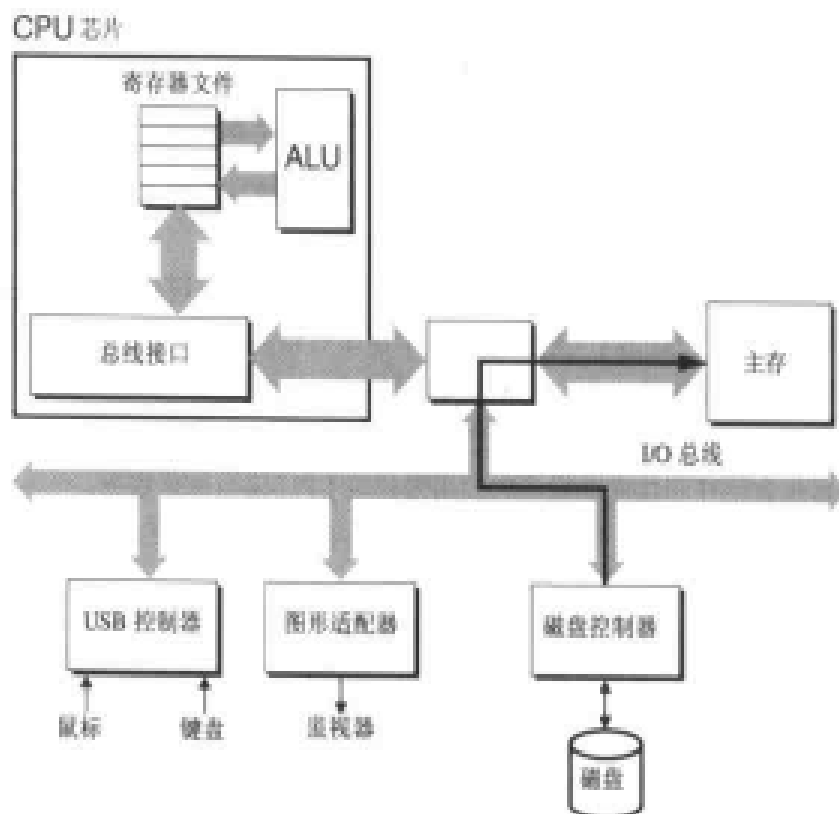 CPU 芯片
寄存器文件
ALU
总线接口
主存
I/O 总线
USB 控制器
图形适配器
磁盘控制器
鼠标
键盘
监视器
磁盘